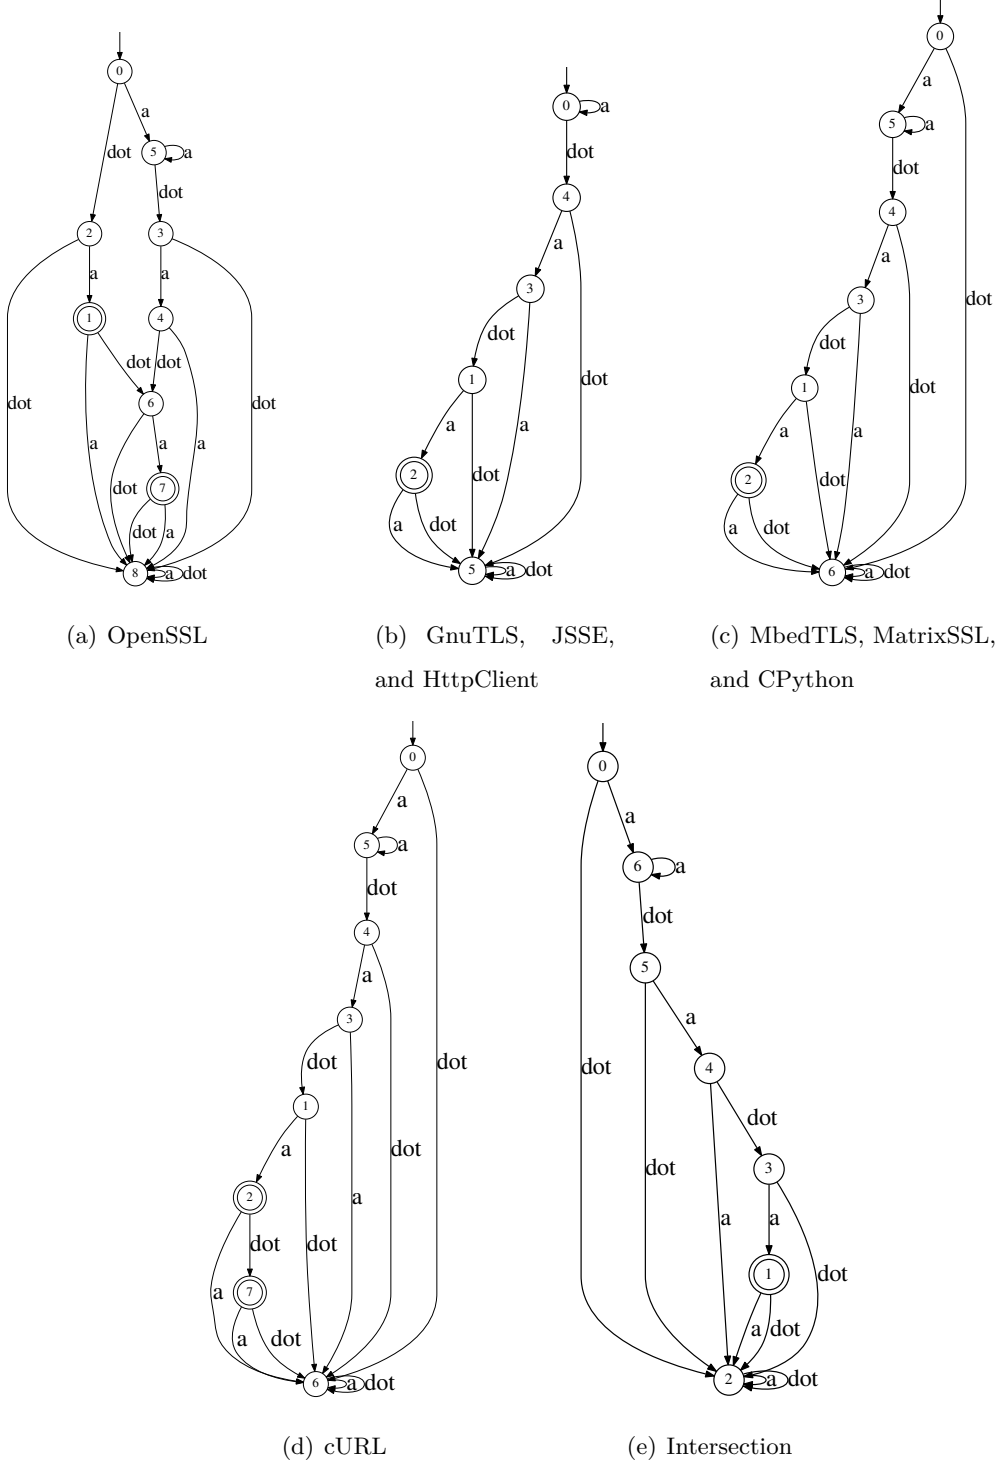 0
a
5
a
dot
dot
2
3
a
a
1
4
dot
dot
6
dot
dot
a
a
a
dot
7
dot
a
8
a
dot
(a) OpenSSL
0
a
dot
4
a
3
dot
1
dot
a
a
2
dot
a
dot
5
a
dot
(b) GnuTLS, JSSE,
and HttpClient
0
a
5
a
dot
4
a
3
dot
dot
1
dot
a
a
2
dot
a
dot
6
a
dot
(c) MbedTLS, MatrixSSL,
and CPython
0
a
5
a
dot
4
a
3
dot
dot
1
a
dot
2
a
dot
dot
7
a
a
dot
6
a
dot
(d) cURL
0
a
6
a
dot
5
a
dot
4
dot
dot
3
a
a
1
dot
a
dot
2
a
dot
(e) Intersection